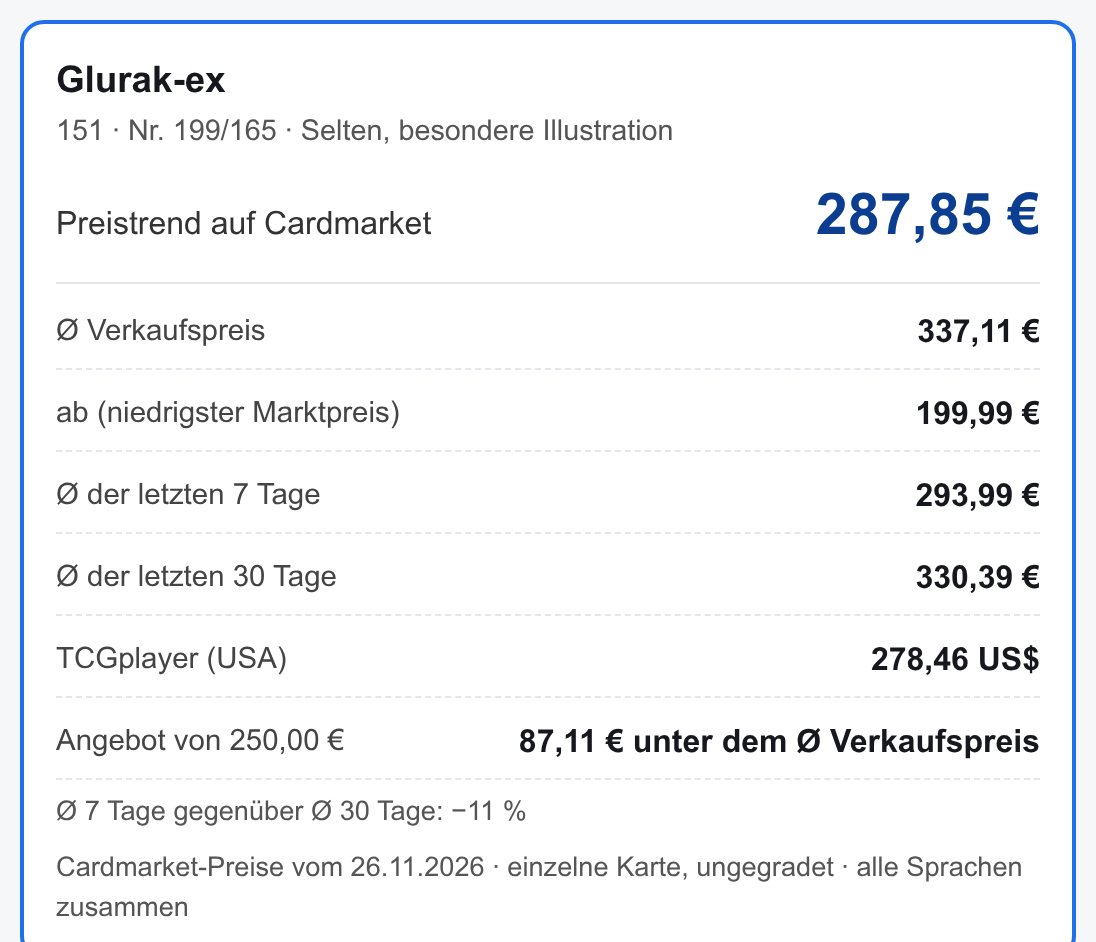 Glurak-ex
151 · Nr. 199/165 · Selten, besondere Illustration
Preistrend auf Cardmarket 287,85 €
Ø Verkaufspreis 337,11 €
ab (niedrigster Marktpreis) 199,99 €
Ø der letzten 7 Tage 293,99 €
Ø der letzten 30 Tage 330,39 €
TCGplayer (USA) 278,46 US$
Angebot von 250,00 € 87,11 € unter dem Ø Verkaufspreis
Ø 7 Tage gegenüber Ø 30 Tage: −11 %
Cardmarket-Preise vom 26.11.2026 · einzelne Karte, ungegradet · alle Sprachen
zusammen